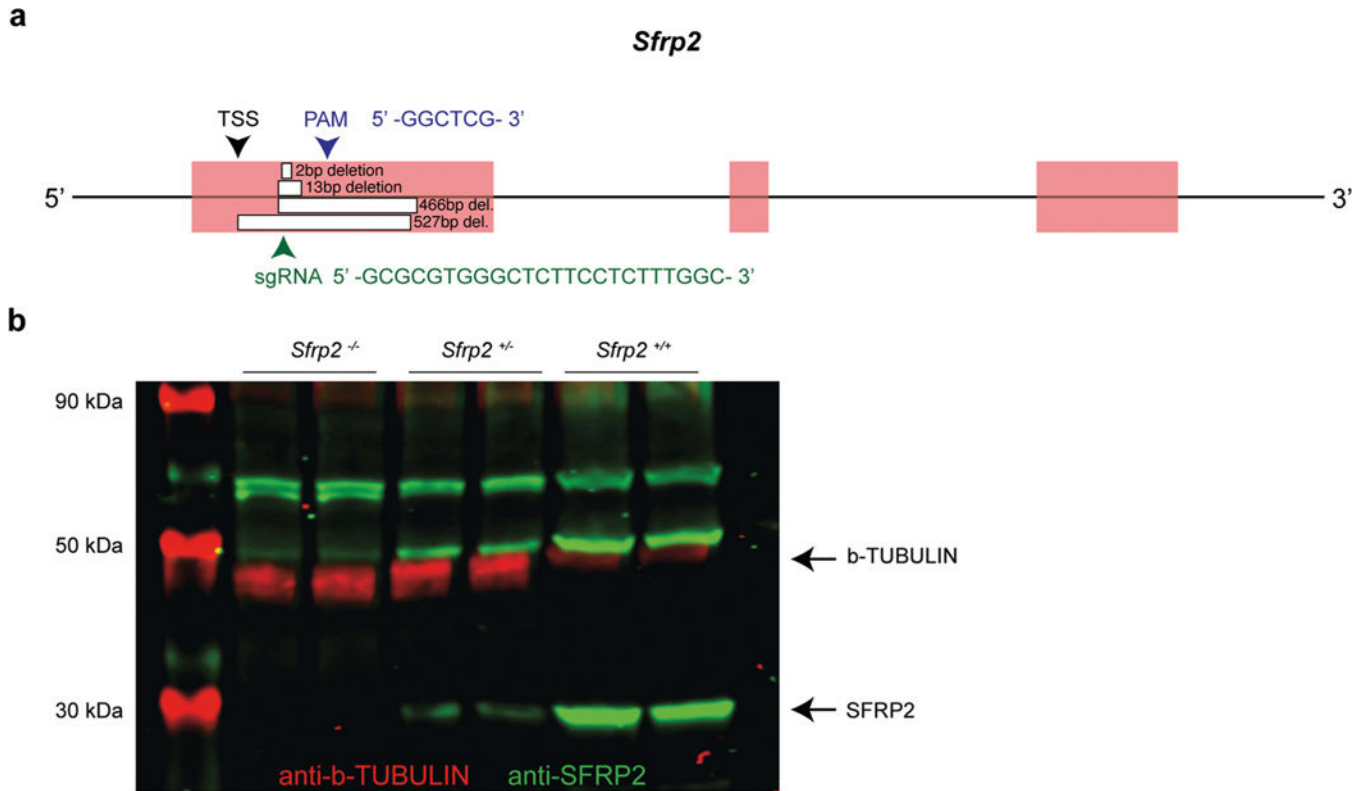 a
Sfrp2
TSS PAM 5’ -GGCTCG- 3’
2bp deletion
13bp deletion
5’ 3’
466bp del.
527bp del.
sgRNA 5’ -GCGCGTGGGCTCTTCCTCTTTGGC- 3’
b
Sfrp2 -/- Sfrp2 +/- Sfrp2 +/+
90 kDa
50 kDa
b-TUBULIN
30 kDa
SFRP2
anti-b-TUBULIN anti-SFRP2